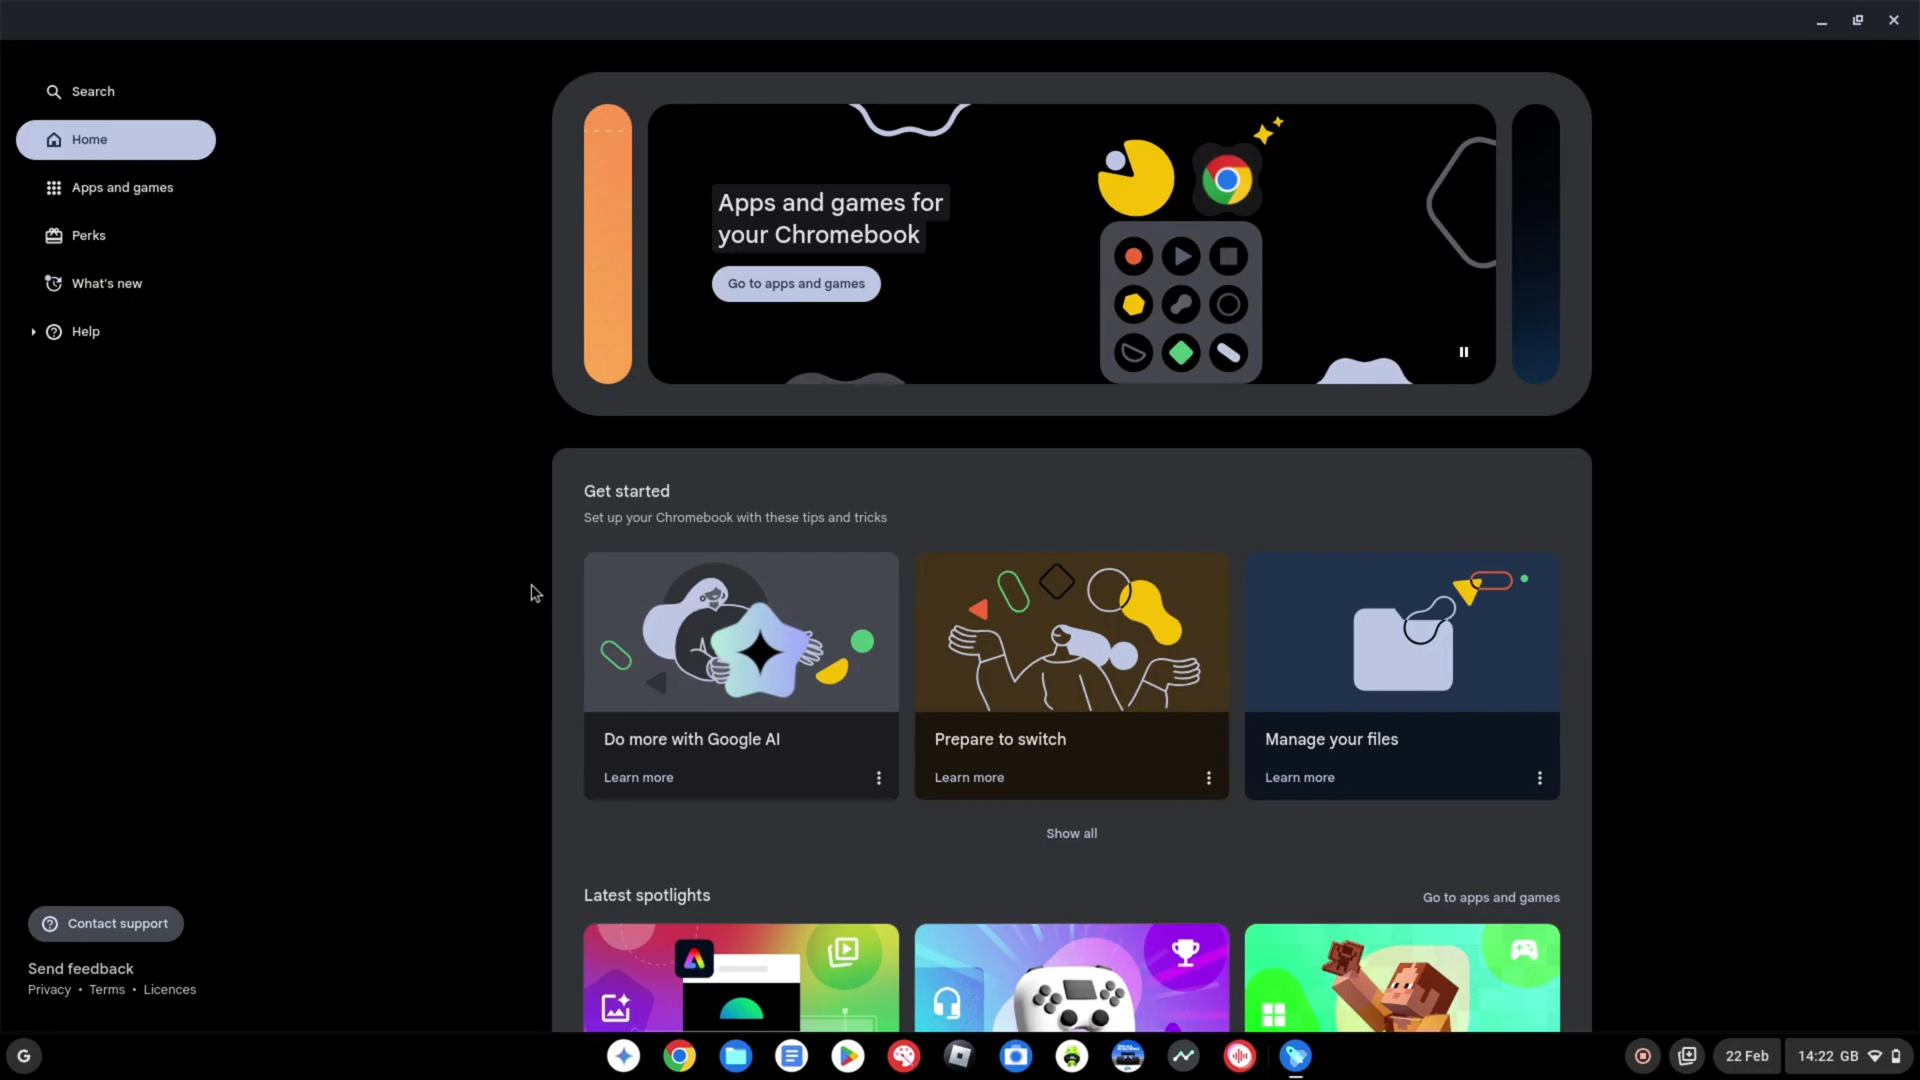 Search
Home
Apps and games
Perks
What's new
Help
Apps and games for
your Chromebook
Go to apps and games
Get started
Set up your Chromebook with these tips and tricks
Do more with Google AI
Learn more
Prepare to switch
Learn more
Manage your files
Learn more
Show all
Latest spotlights
Go to apps and games
Contact support
Send feedback
Privacy • Terms • Licences
G
22 Feb
14:22 GB